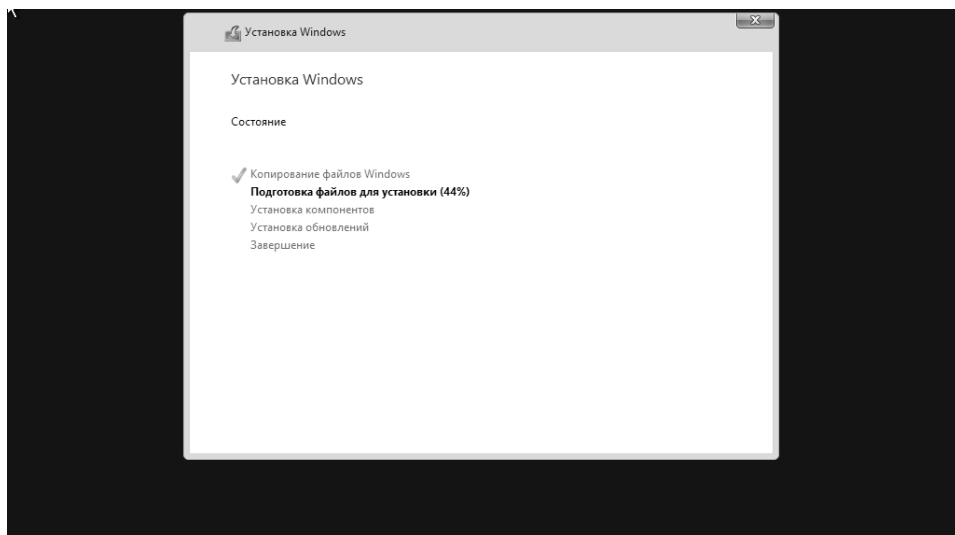 Установка Windows
Установка Windows
Состояние
Копирование файлов Windows
Подготовка файлов для установки (44%)
Установка компонентов
Установка обновлений
Завершение